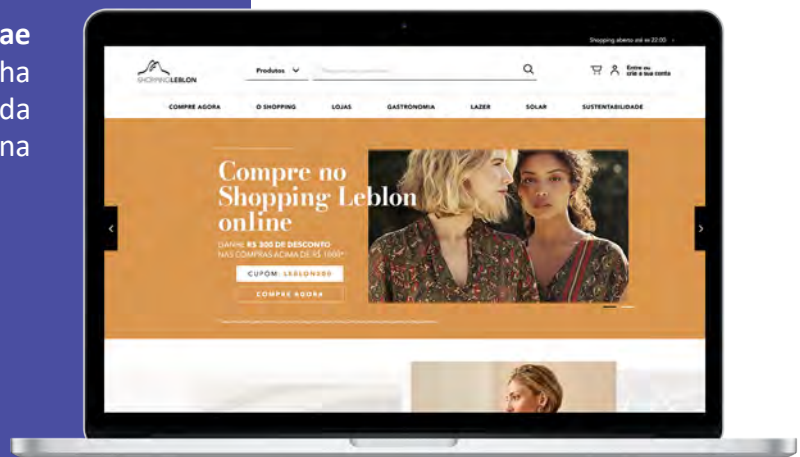 ae
ha
da
na
Shopping aberto até as 22:00
SHOPPINGLEBLON
Produtos
Entre ou
crie a sua conta
COMPRE AGORA O SHOPPING LOJAS GASTRONOMIA LAZER SOLAR SUSTENTABILIDADE
Compre no
Shopping Leblon
online
GANHE R$ 300 DE DESCONTO
NAS COMPRAS ACIMA DE R$ 1000*
CUPOM:
COMPRE AGORA